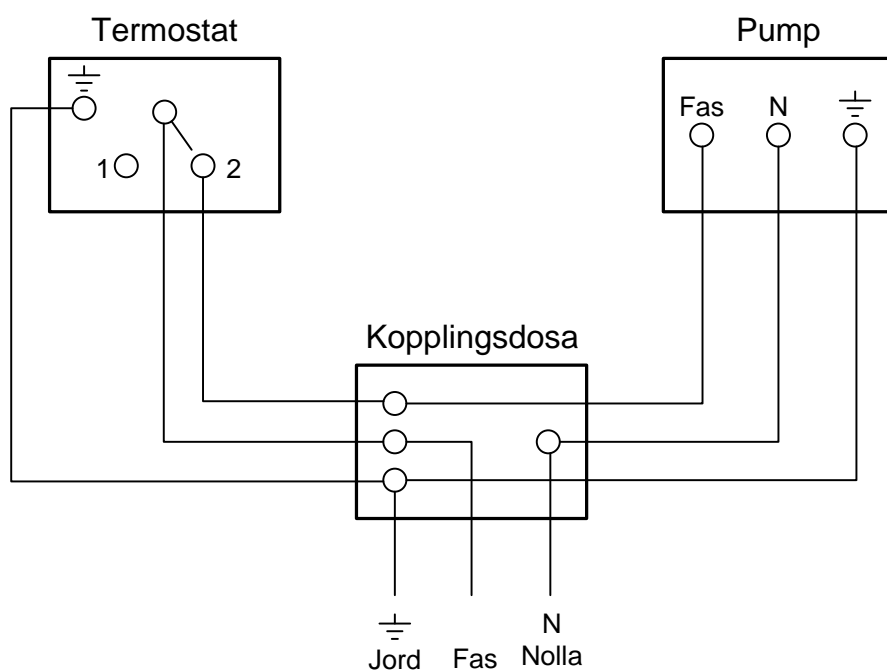 Termostat
Pump
Fas N
1 2
Kopplingsdosa
N
Jord Fas Nolla